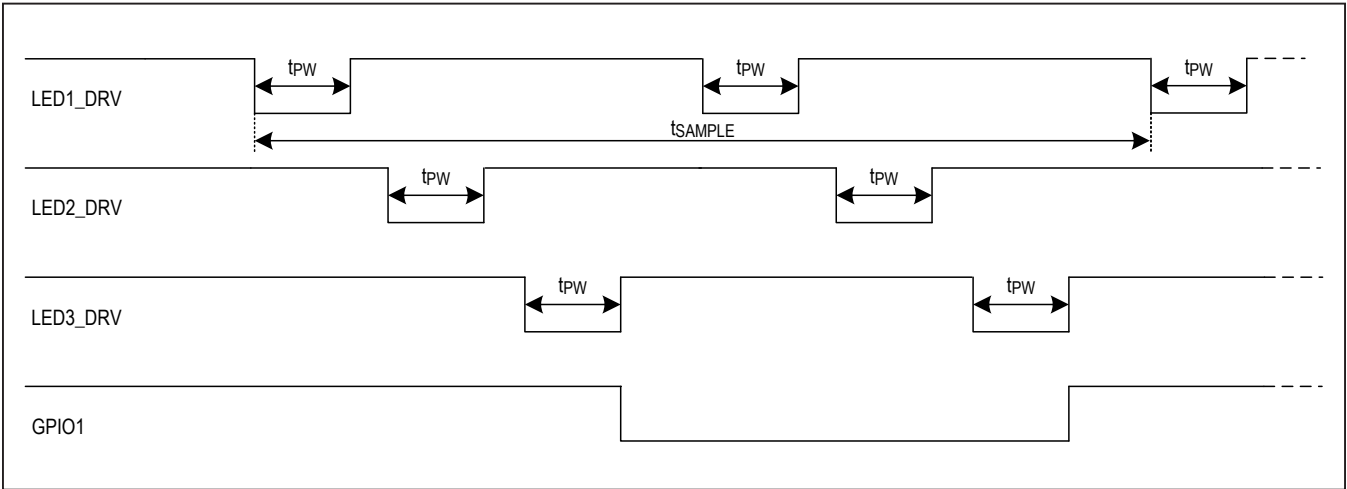 tPW tPW tPW
LED1_DRV
tSAMPLE
tPW tPW
LED2_DRV
tPW tPW
LED3_DRV
GPIO1